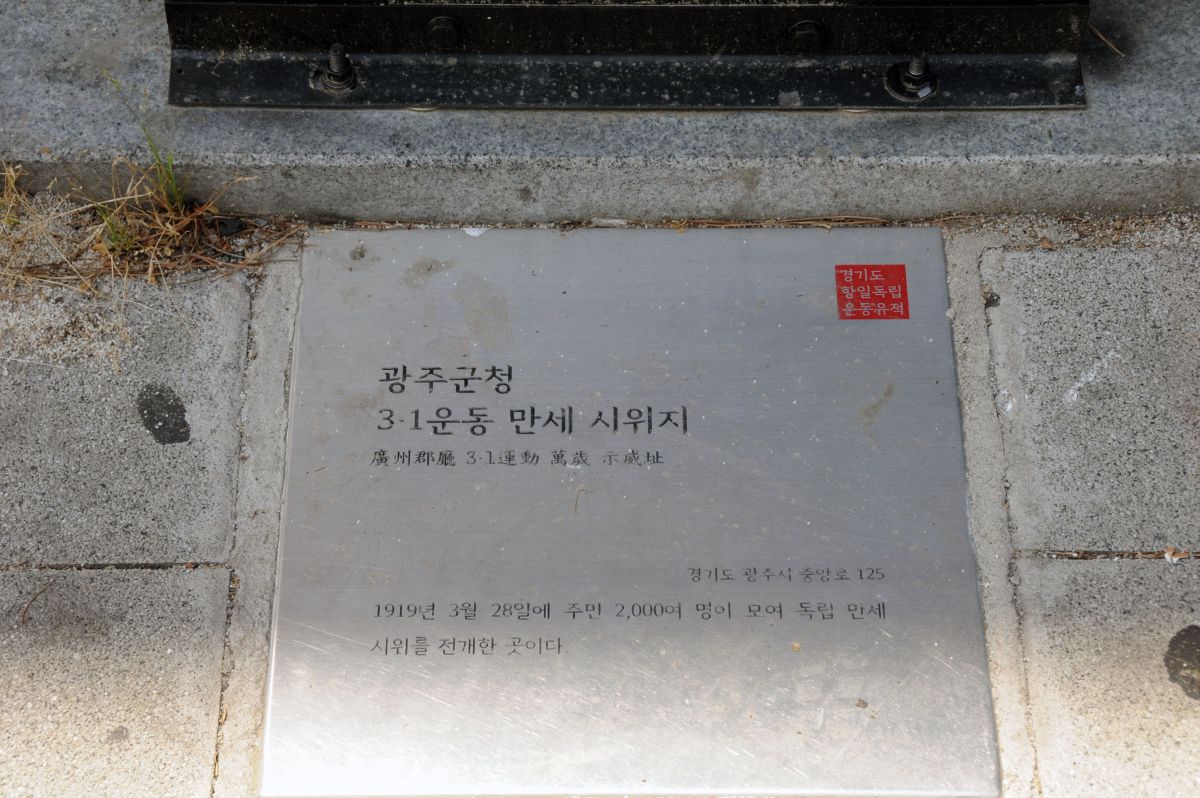 경기도
항일독립
운동유적
광주군청
3·1운동 만세 시위지
廣州郡廳 3·1運動 萬歲 示威址
경기도 광주시 중앙로 125
1919년 3월 28일에 주민 2,000여 명이 모여 독립 만세
시위를 전개한 곳이다